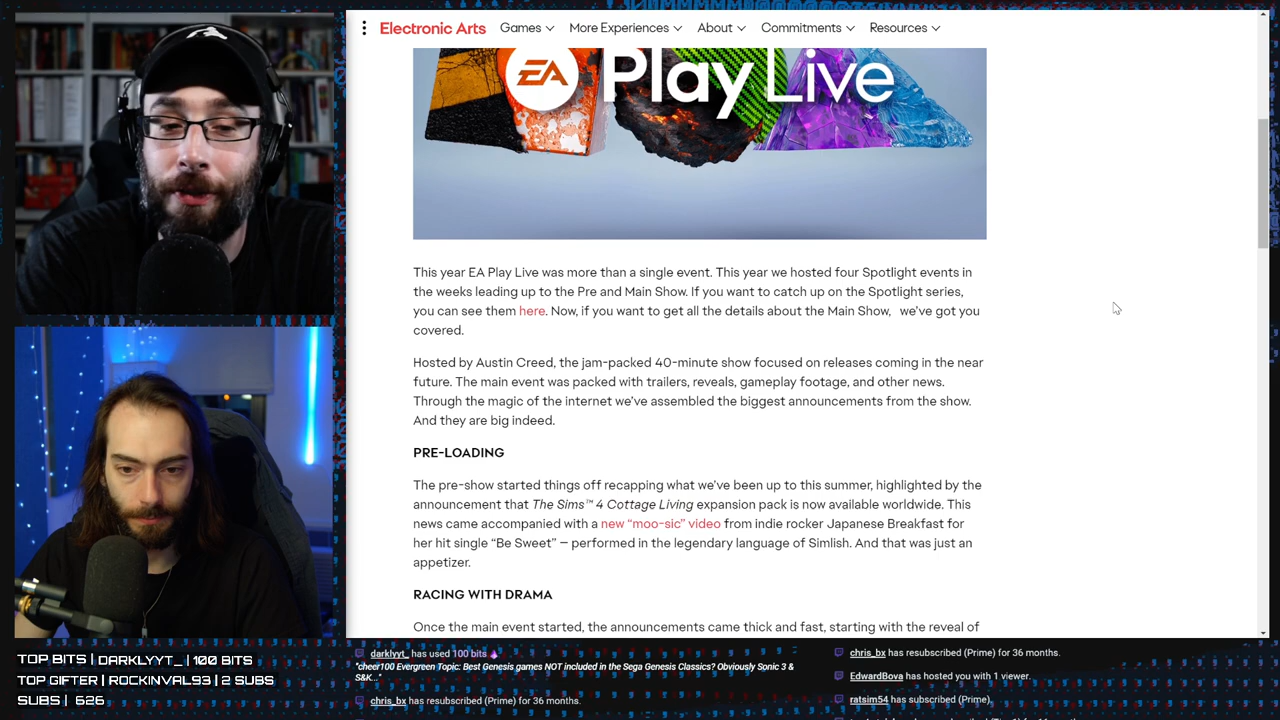 Electronic Arts Games More Experiences About Commitments Resources
EA Play Live
This year EA Play Live was more than a single event. This year we hosted four Spotlight events in
the weeks leading up to the Pre and Main Show. If you want to catch up on the Spotlight series,
you can see them here. Now, if you want to get all the details about the Main Show, we've got you
covered.
Hosted by Austin Creed, the jam-packed 40-minute show focused on releases coming in the near
future. The main event was packed with trailers, reveals, gameplay footage, and other news.
Through the magic of the internet we've assembled the biggest announcements from the show.
And they are big indeed.
PRE-LOADING
The pre-show started things off recapping what we've been up to this summer, highlighted by the
announcement that The Sims™ 4 Cottage Living expansion pack is now available worldwide. This
news came accompanied with a new “moo-sic” video from indie rocker Japanese Breakfast for
her hit single “Be Sweet” – performed in the legendary language of Simlish. And that was just an
appetizer.
RACING WITH DRAMA
Once the main event started, the announcements came thick and fast, starting with the reveal of
TOP BITS | DARKLYYT_ | 100 BITS
TOP GIFTER | ROCKINVAL93 | 2 SUBS
SUBS | 626
darklyyt_ has used 100 bits
"cheer100 Evergreen Topic: Best Genesis games NOT included in the Sega Genesis Classics? Obviously Sonic 3 &
S&K..."
chris_bx has resubscribed (Prime) for 36 months.
chris_bx has resubscribed (Prime) for 36 months.
EdwardBova has hosted you with 1 viewer.
ratsim54 has subscribed (Prime).